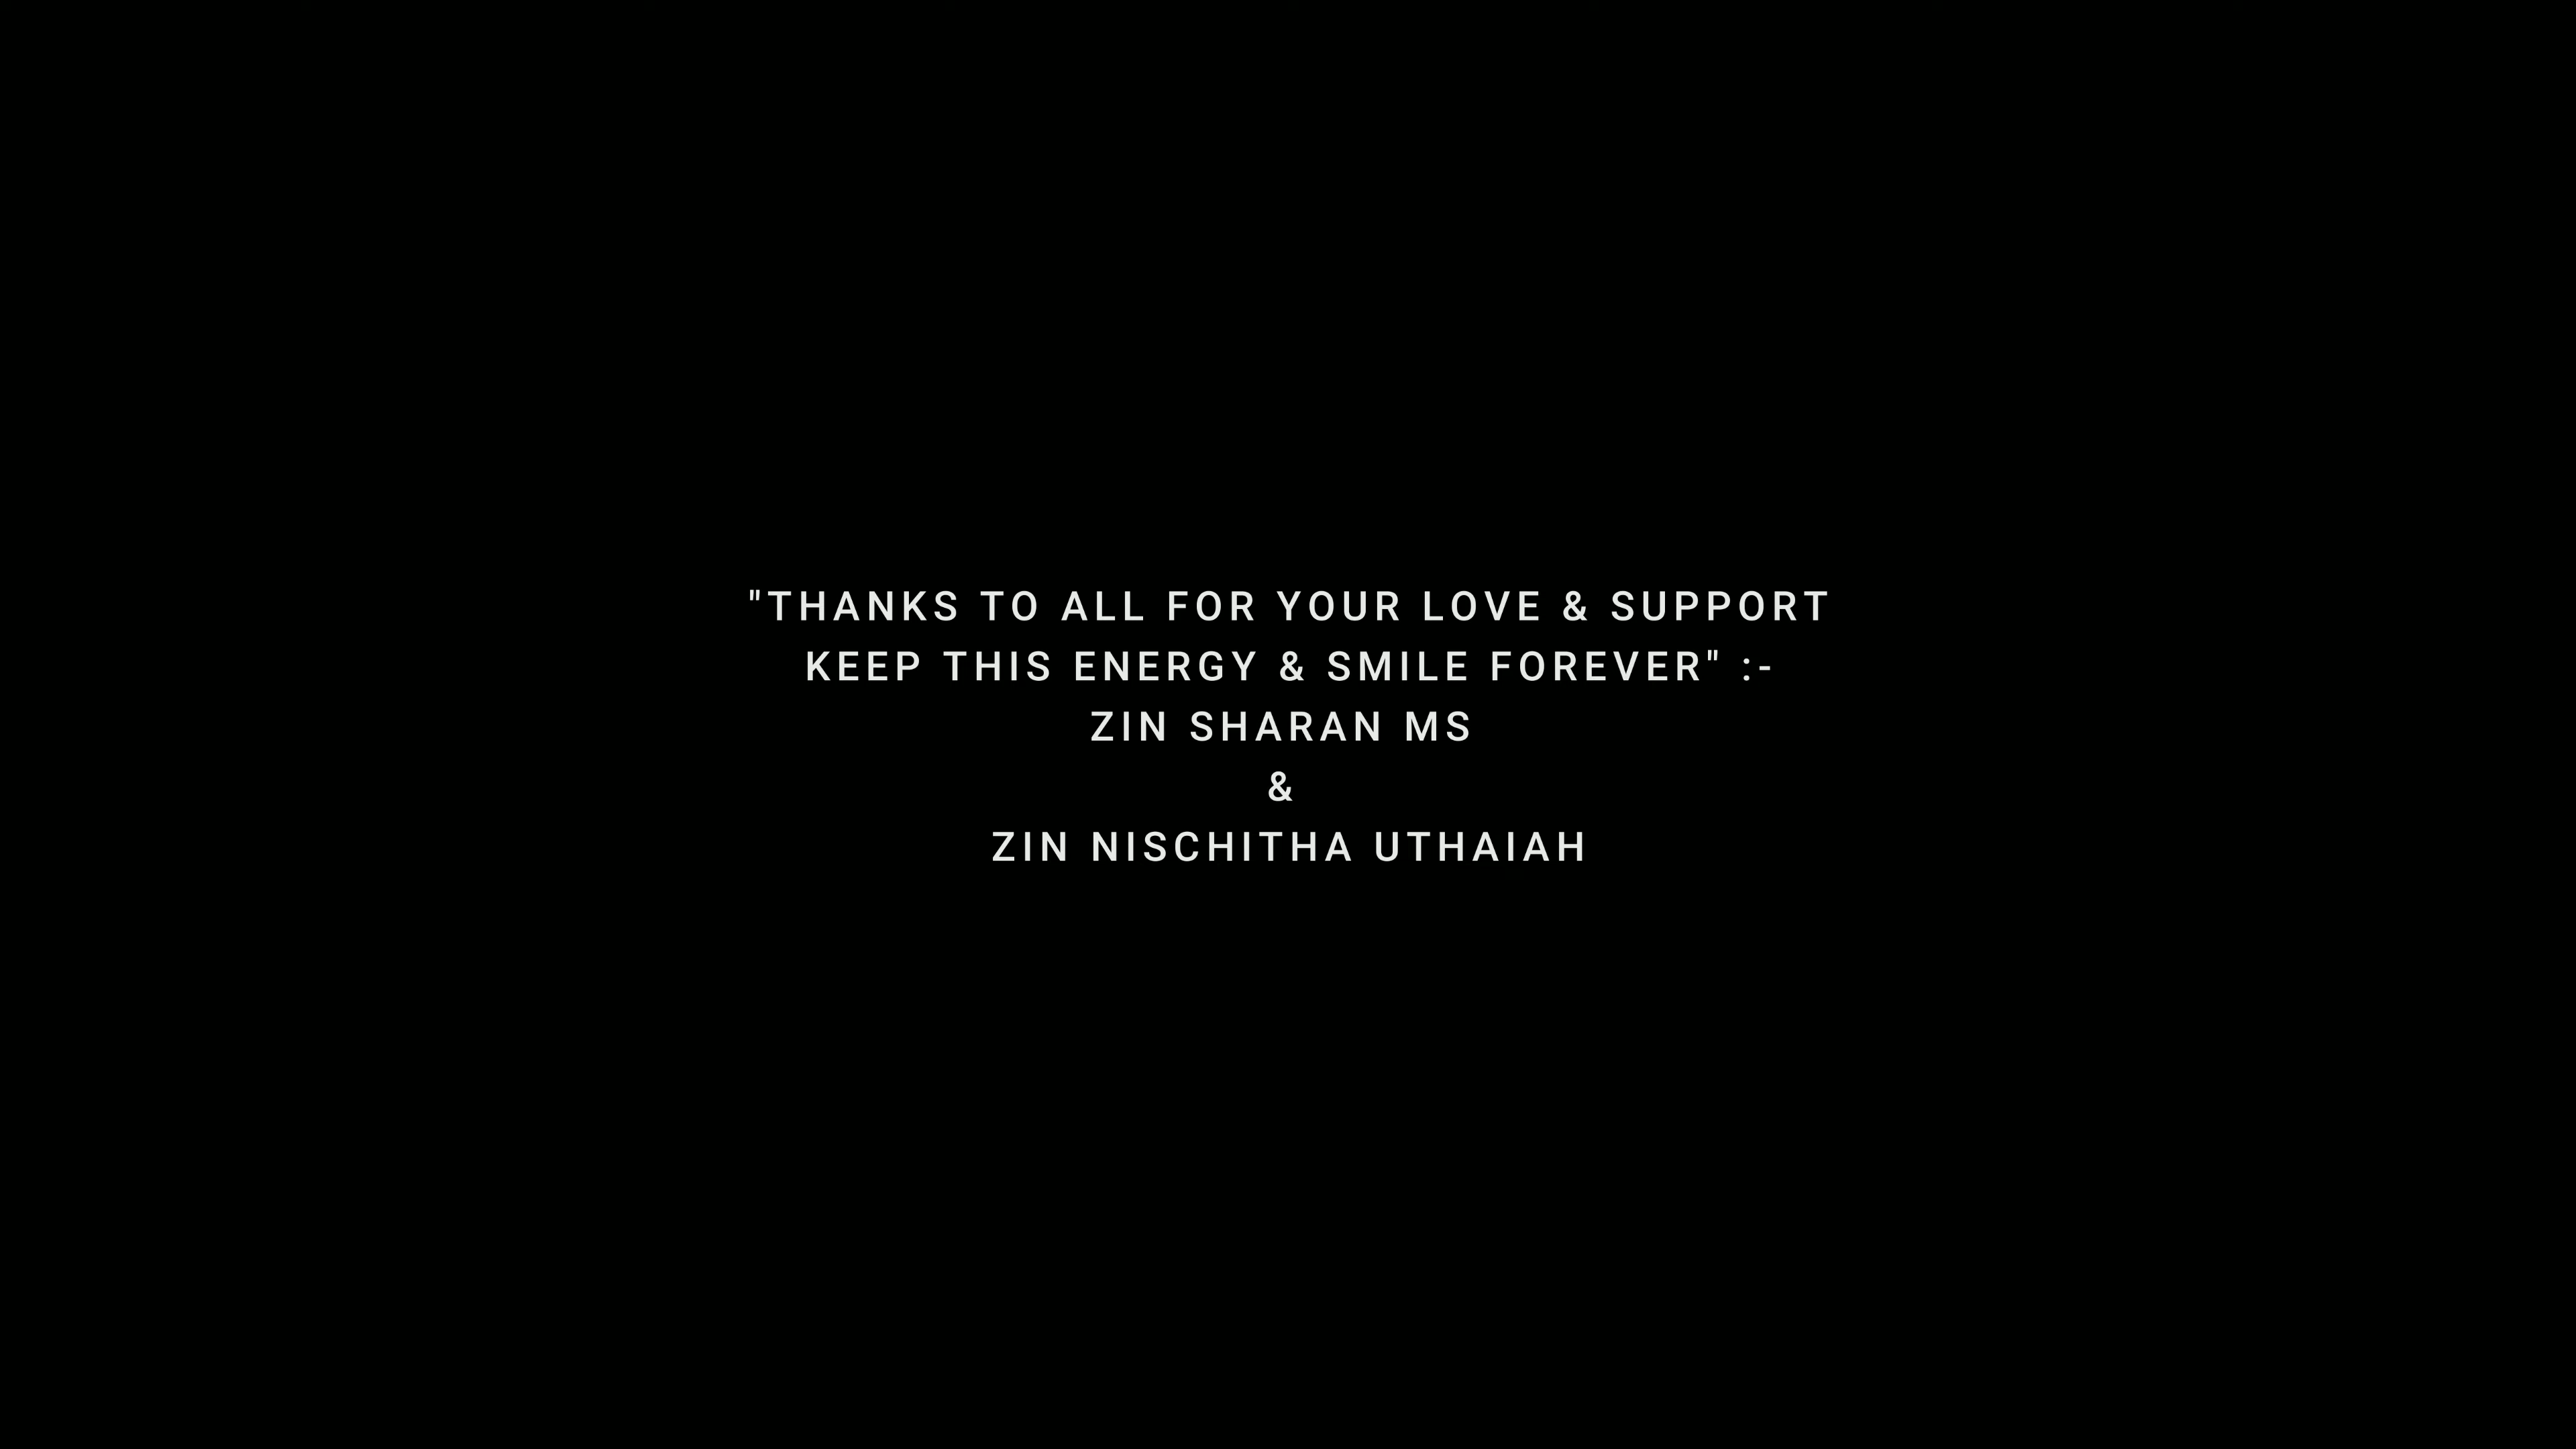 "THANKS TO ALL FOR YOUR LOVE & SUPPORT
KEEP THIS ENERGY & SMILE FOREVER" :-
ZIN SHARAN MS
&
ZIN NISCHITHA UTHAIAH